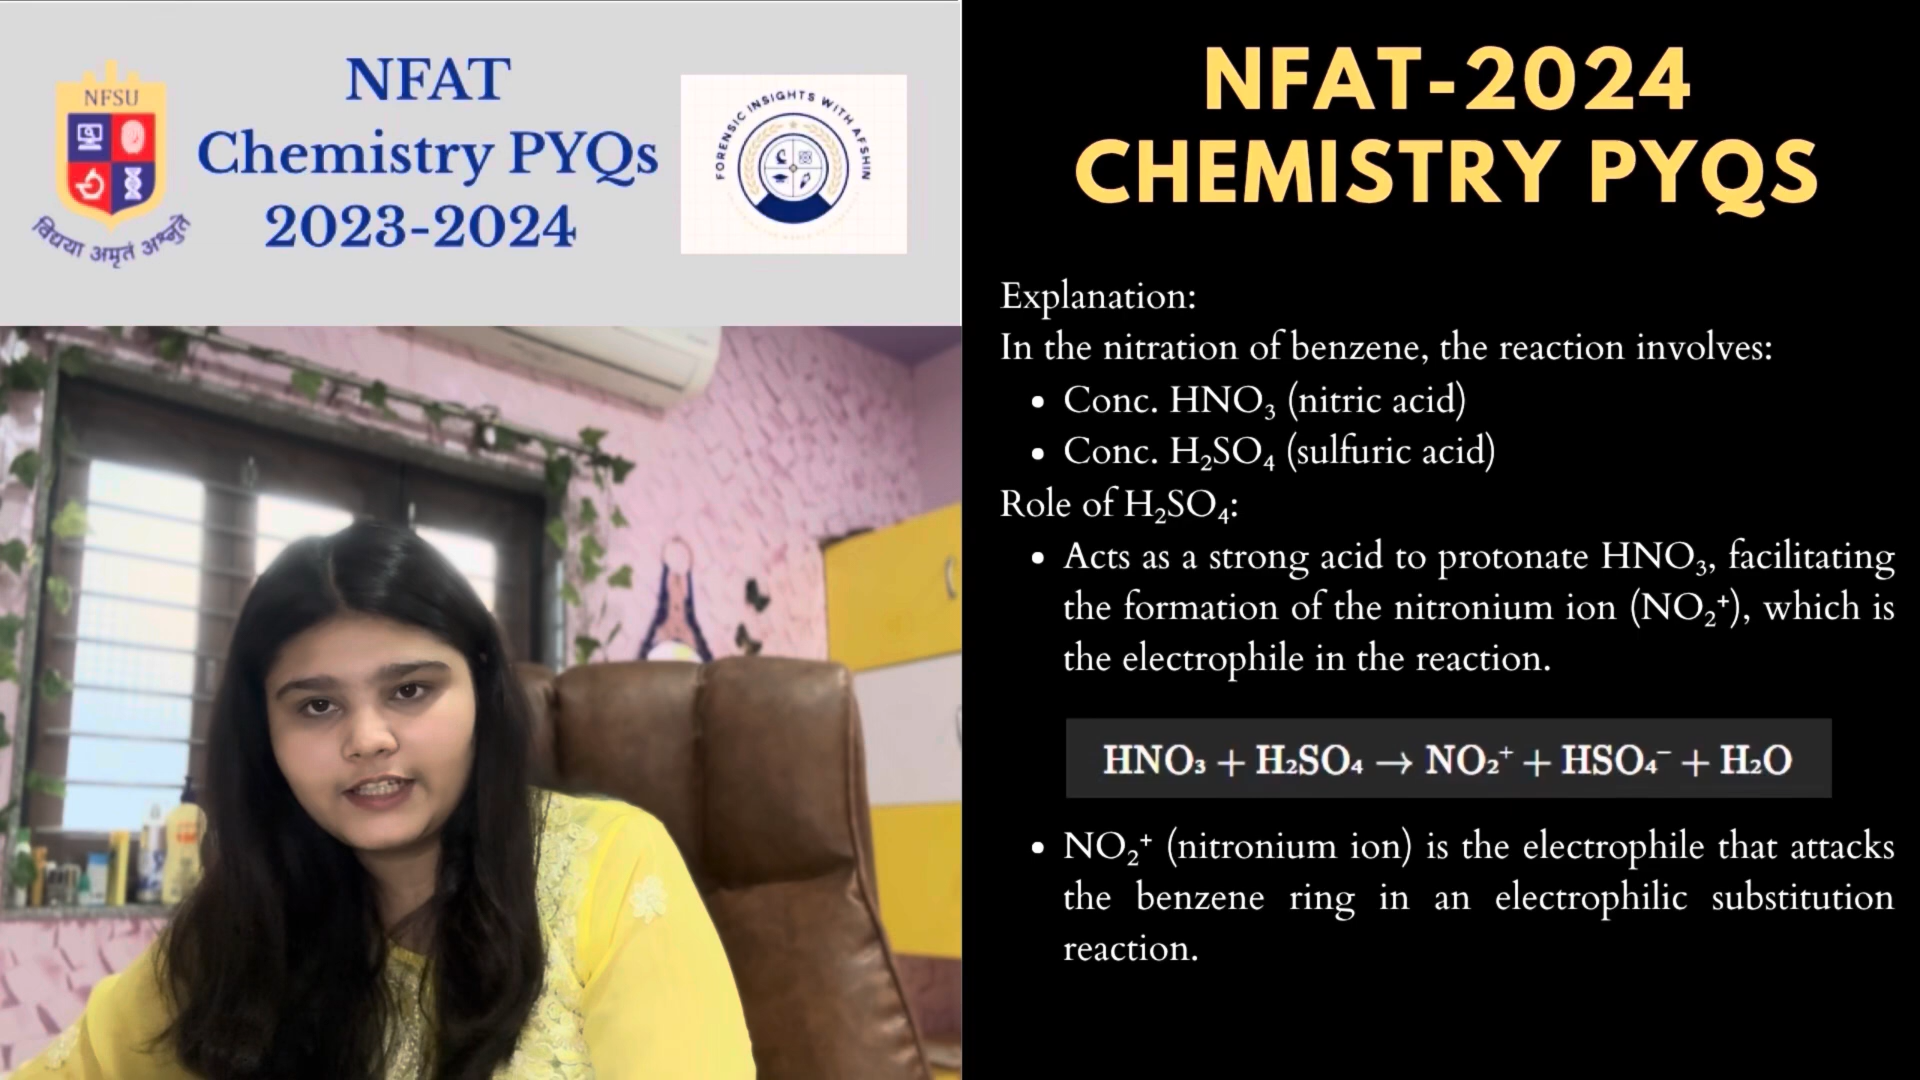 NFSU
विद्यया अमृतं अश्नुते
NFAT
Chemistry PYQs
2023-2024
FORENSIC INSIGHTS WITH AFSHIN
NFAT-2024
CHEMISTRY PYQS
Explanation:
In the nitration of benzene, the reaction involves:
• Conc. HNO₃ (nitric acid)
• Conc. H₂SO₄ (sulfuric acid)
Role of H₂SO₄:
• Acts as a strong acid to protonate HNO₃, facilitating
the formation of the nitronium ion (NO₂⁺), which is
the electrophile in the reaction.
HNO₃ + H₂SO₄ → NO₂⁺ + HSO₄⁻ + H₂O
• NO₂⁺ (nitronium ion) is the electrophile that attacks
the benzene ring in an electrophilic substitution
reaction.